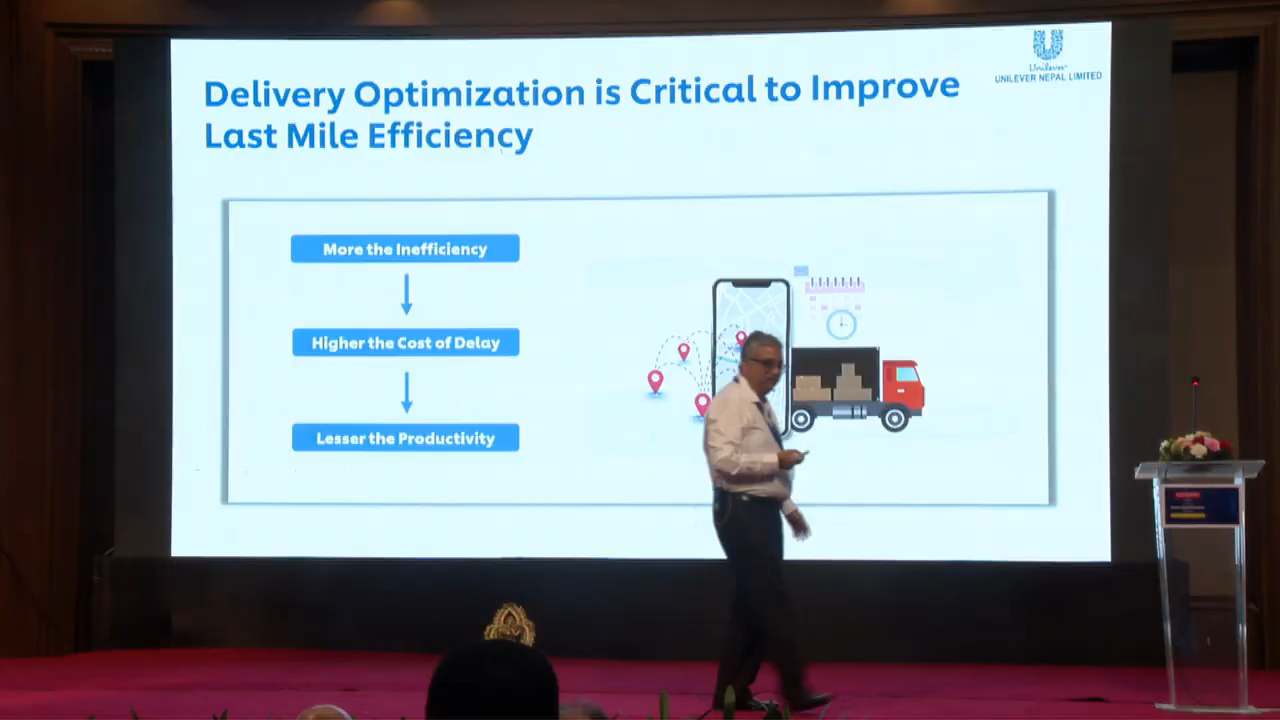 Delivery Optimization is Critical to Improve
Last Mile Efficiency
Unilever
UNILEVER NEPAL LIMITED
More the Inefficiency
Higher the Cost of Delay
Lesser the Productivity